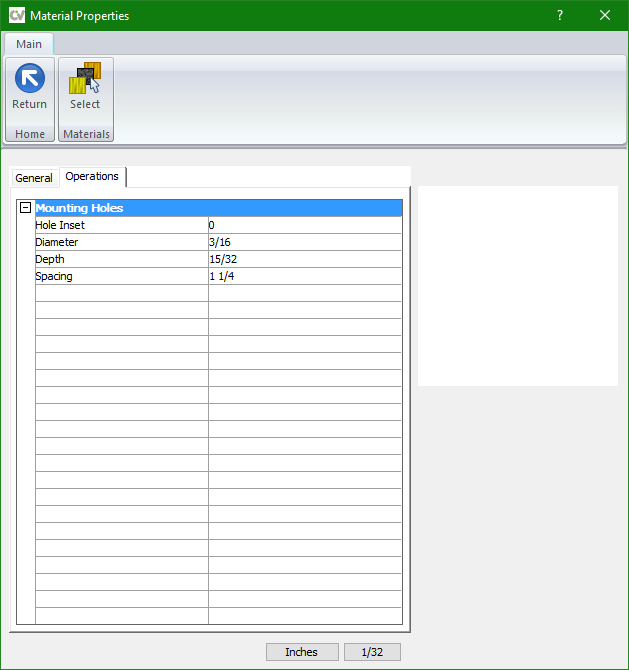 CV Material Properties ?
Main
Return Select
Home Materials
General Operations
Mounting Holes
Hole Inset 0
Diameter 3/16
Depth 15/32
Spacing 1 1/4
Inches 1/32